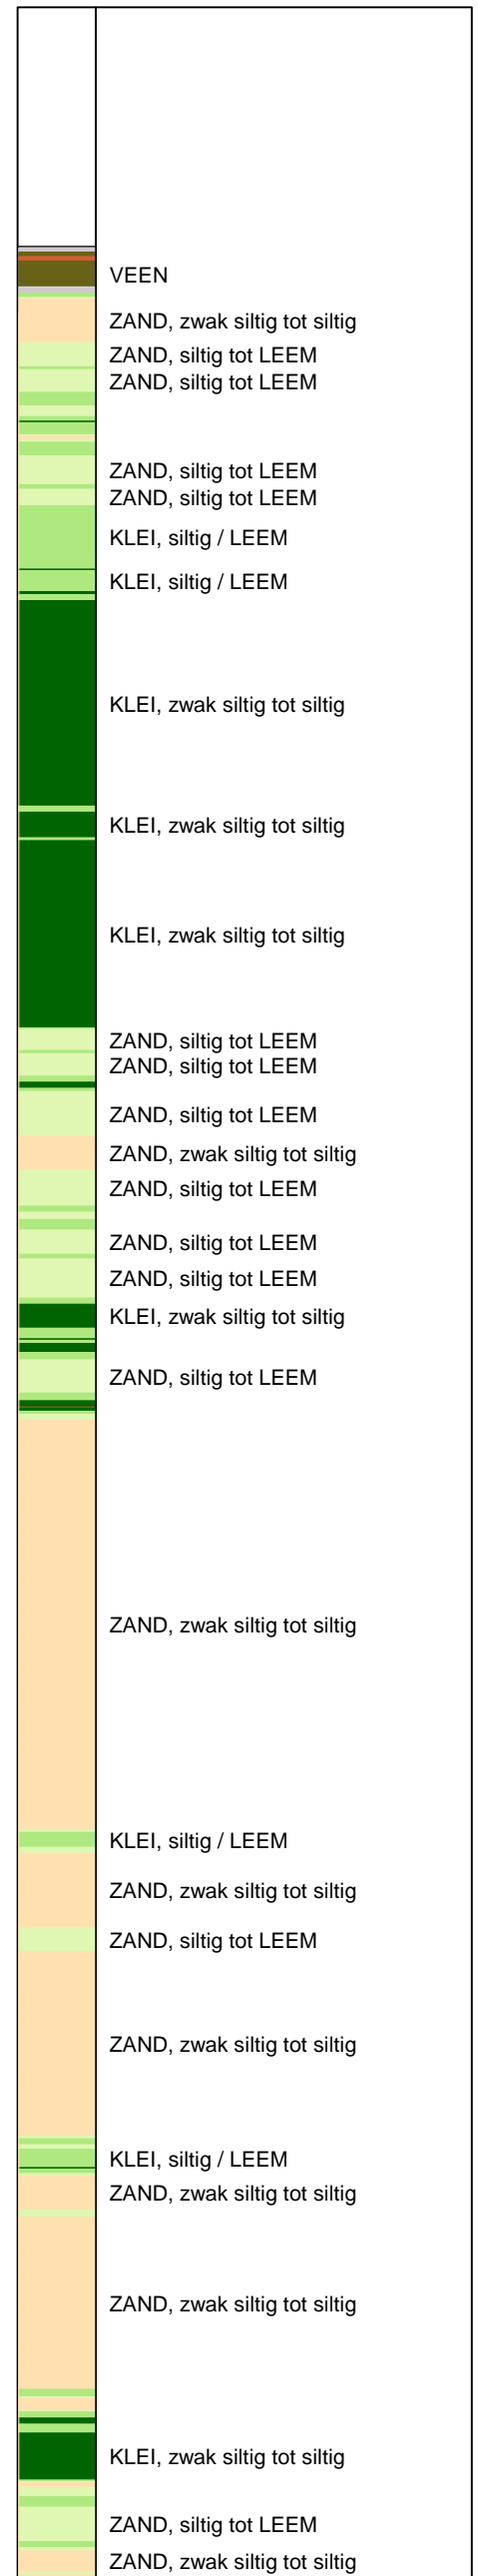 VEEN
ZAND, zwak siltig tot siltig
ZAND, siltig tot LEEM
ZAND, siltig tot LEEM
ZAND, siltig tot LEEM
ZAND, siltig tot LEEM
KLEI, siltig / LEEM
KLEI, siltig / LEEM
KLEI, zwak siltig tot siltig
KLEI, zwak siltig tot siltig
KLEI, zwak siltig tot siltig
ZAND, siltig tot LEEM
ZAND, siltig tot LEEM
ZAND, siltig tot LEEM
ZAND, zwak siltig tot siltig
ZAND, siltig tot LEEM
ZAND, siltig tot LEEM
ZAND, siltig tot LEEM
KLEI, zwak siltig tot siltig
ZAND, siltig tot LEEM
ZAND, zwak siltig tot siltig
KLEI, siltig / LEEM
ZAND, zwak siltig tot siltig
ZAND, siltig tot LEEM
ZAND, zwak siltig tot siltig
KLEI, siltig / LEEM
ZAND, zwak siltig tot siltig
ZAND, zwak siltig tot siltig
KLEI, zwak siltig tot siltig
ZAND, siltig tot LEEM
ZAND, zwak siltig tot siltig